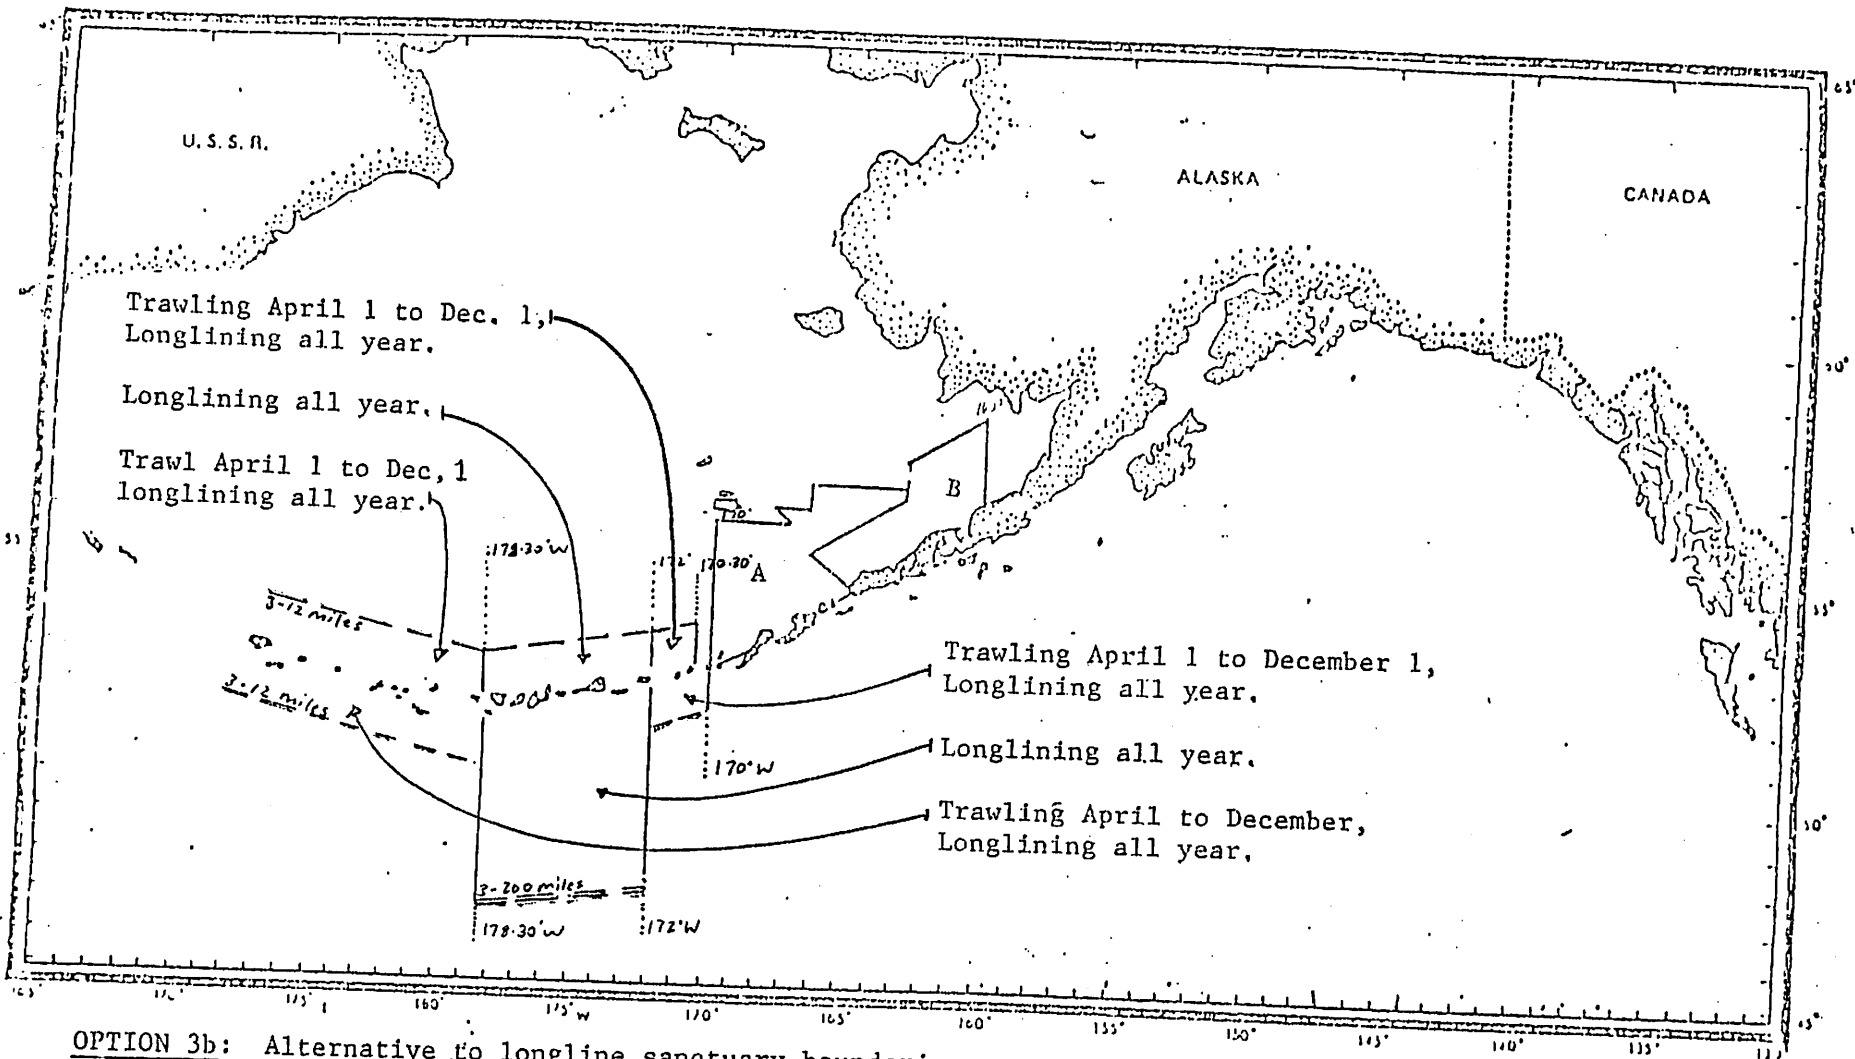 U.S.S.R.
ALASKA
CANADA
Trawling April 1 to Dec. 1,
Longlining all year.
Longlining all year.
Trawl April 1 to Dec, 1
longlining all year.
B
178·30'W
172°
170·30'
A
3-12 miles
3-12 miles
Trawling April 1 to December 1,
Longlining all year.
170°W
Longlining all year.
Trawling April to December,
Longlining all year.
3-200 miles
178·30'W
172°W
170°
175°
175°W
170°
165°
160°
155°
150°
145°
140°
135°
OPTION 3b: Alternative to longline sanctuary